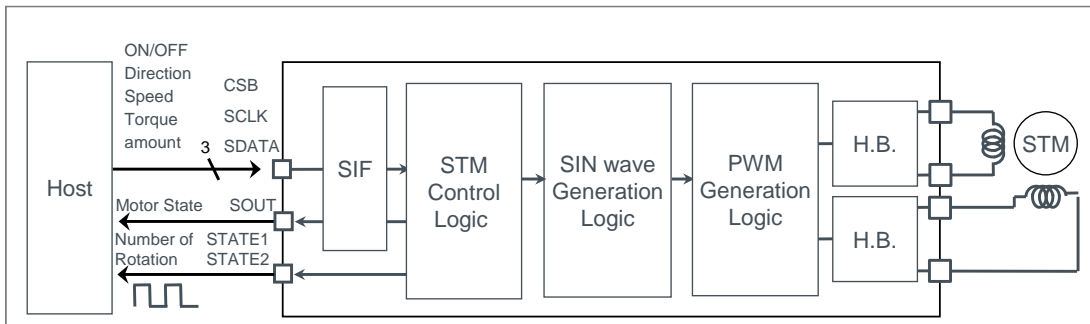 ON/OFF
Direction
Speed
Torque
amount
CSB
SCLK
SDATA
3
Host
Motor State
SOUT
Number of
Rotation
STATE1
STATE2
SIF
STM
Control
Logic
SIN wave
Generation
Logic
PWM
Generation
Logic
H.B.
H.B.
STM